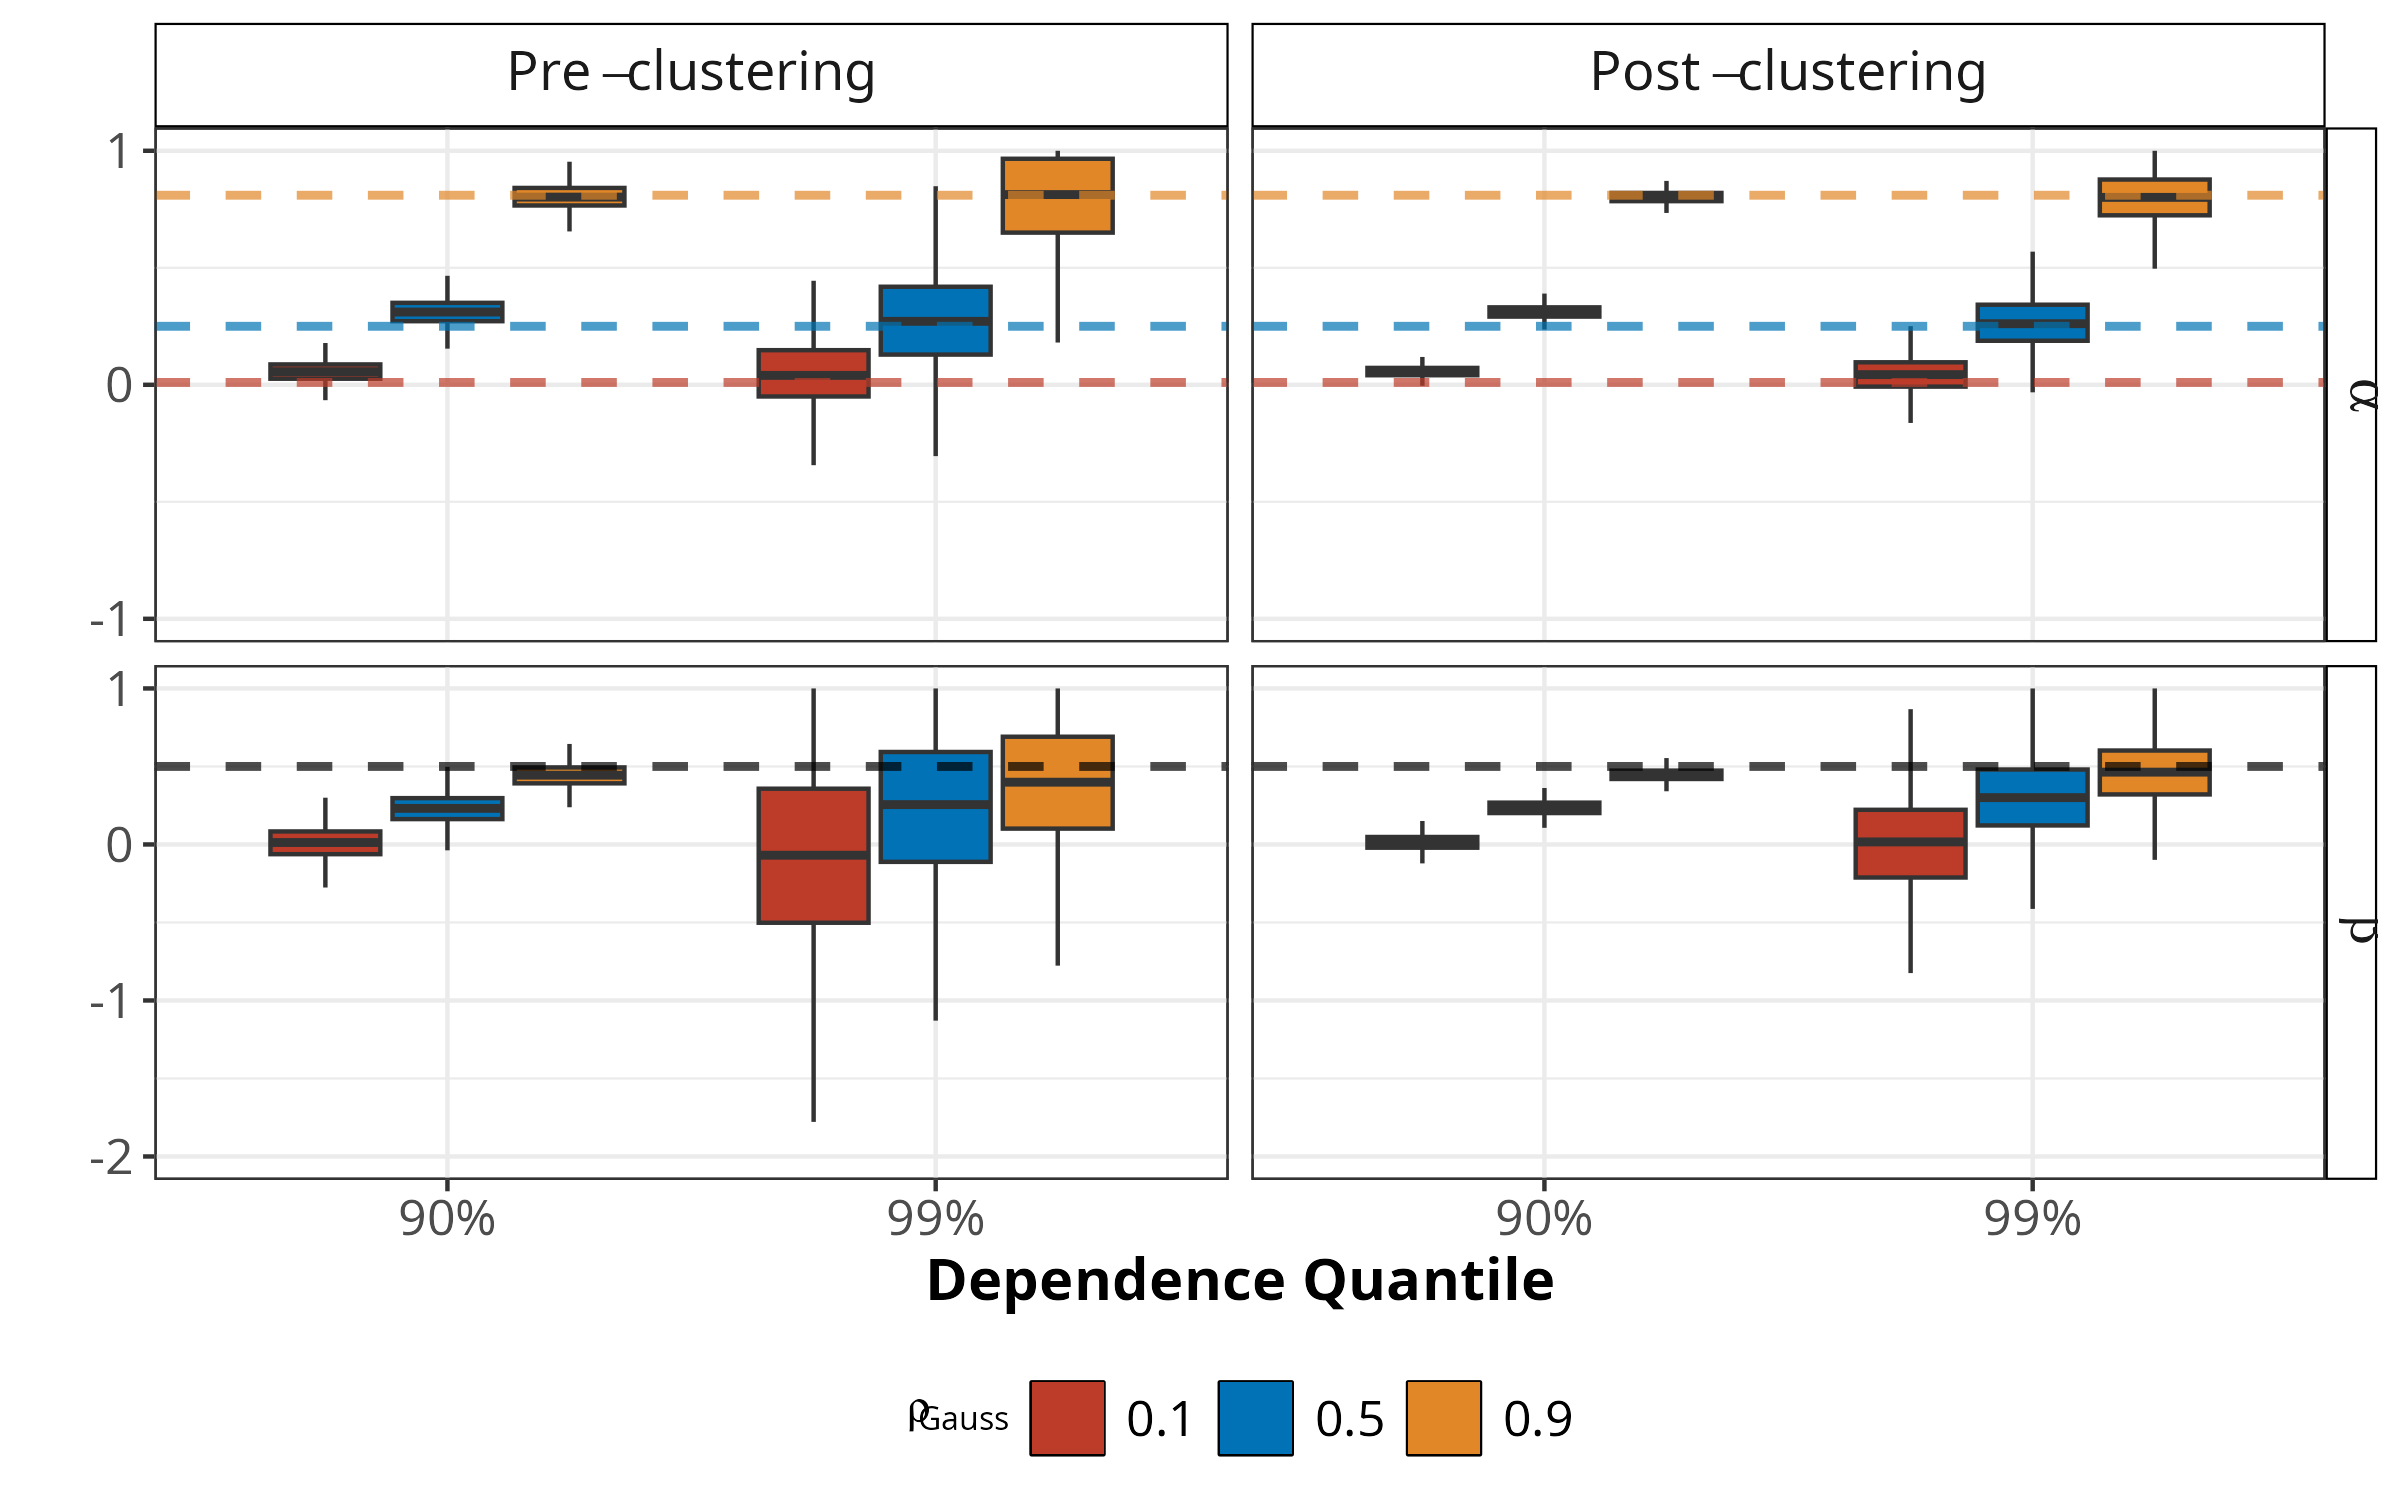 Pre –clustering
Post –clustering
1
0
-1
α
1
0
-1
-2
β
90%
99%
90%
99%
Dependence Quantile
ρGauss 0.1 0.5 0.9